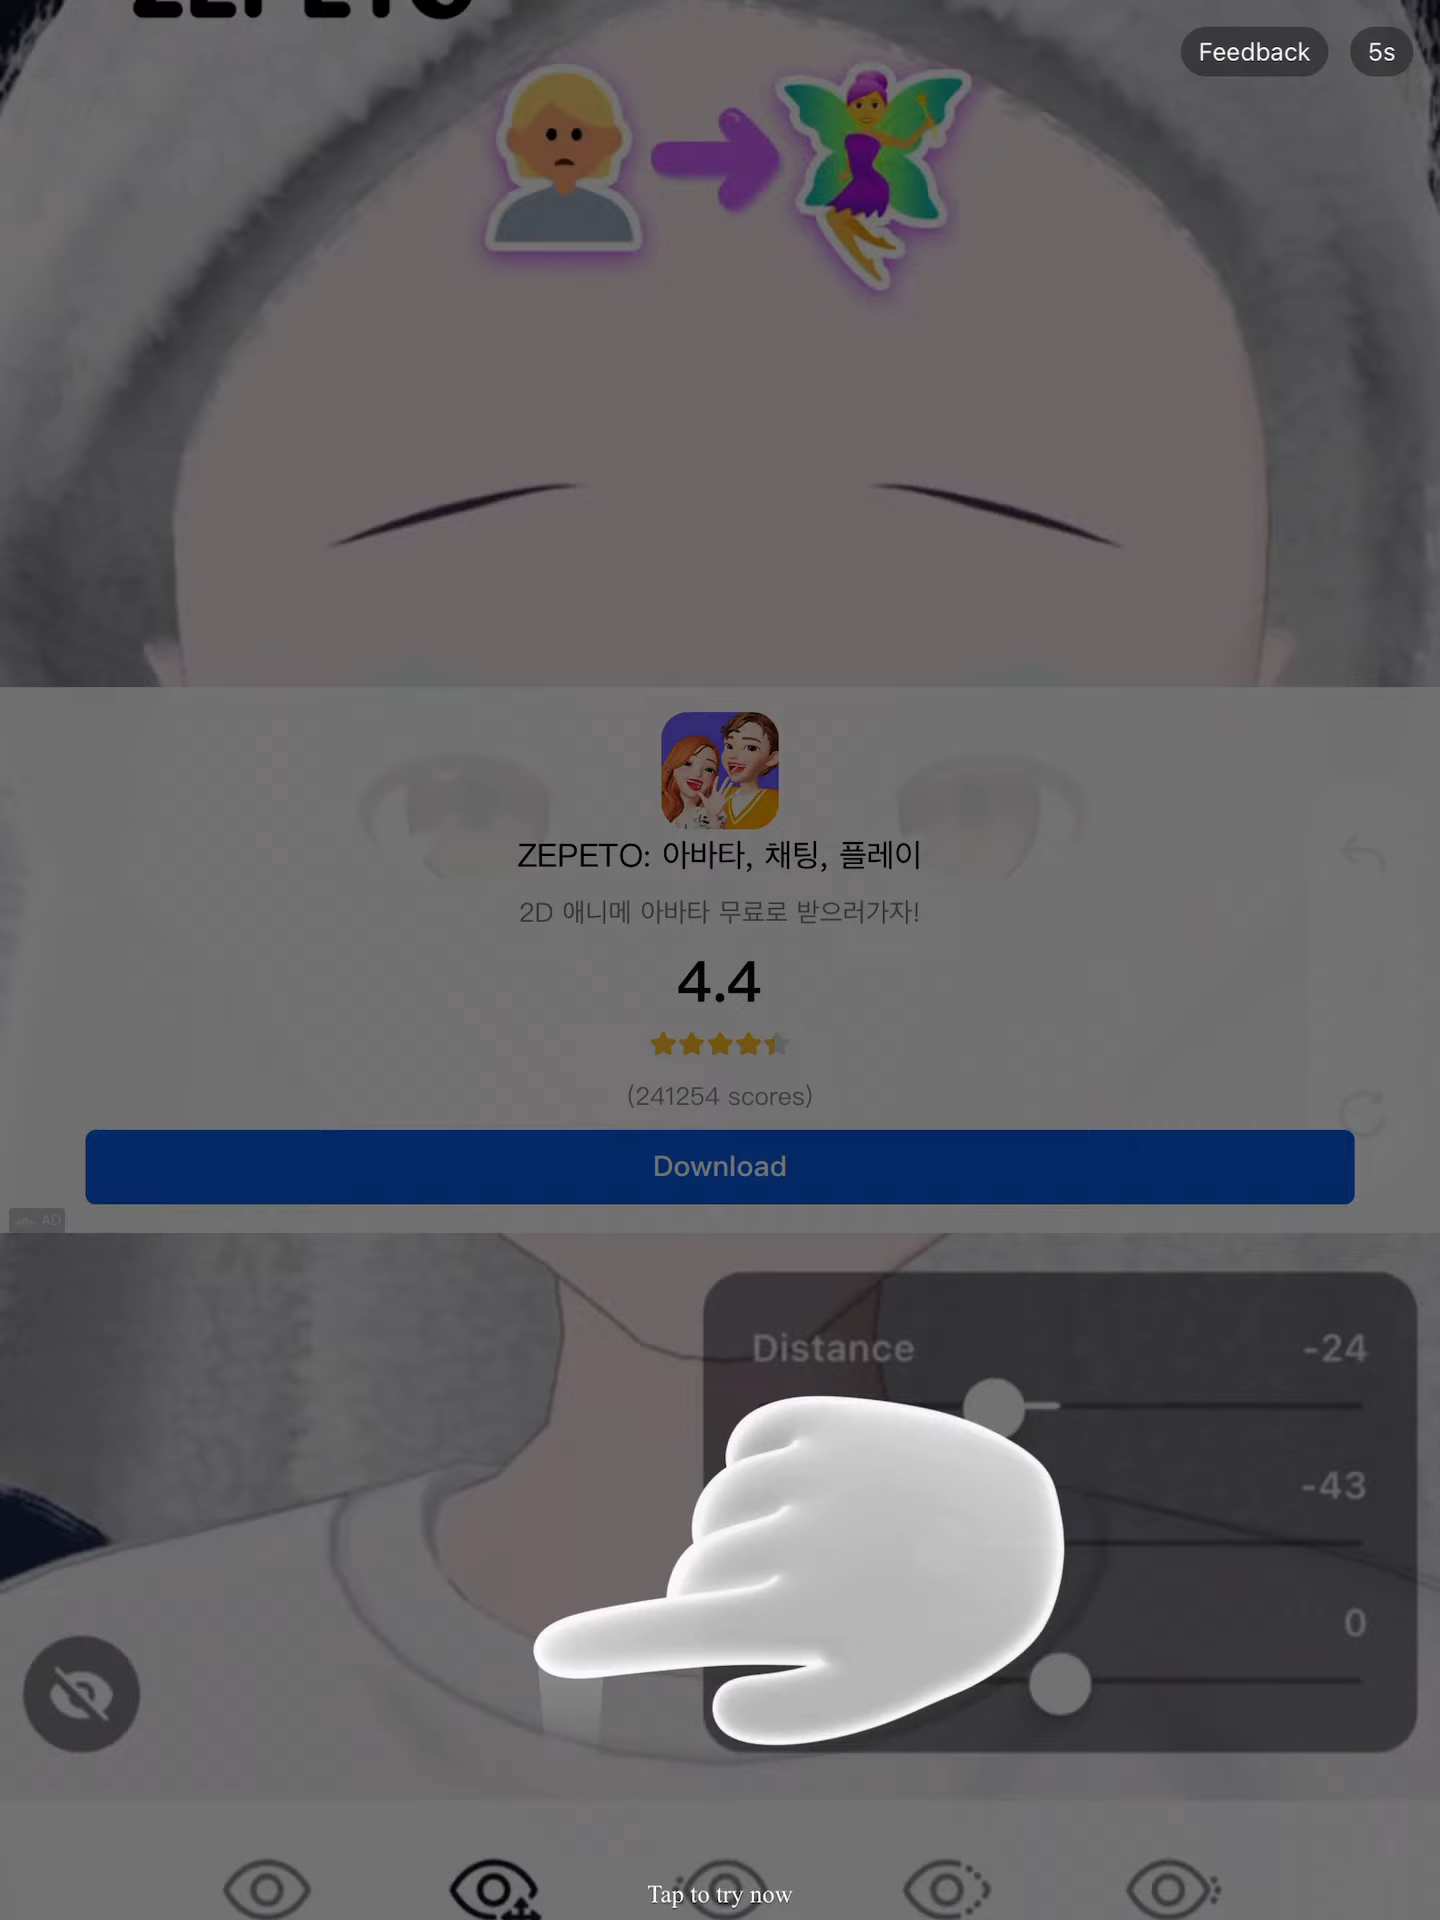 ZEPETO
Feedback
5s
ZEPETO: 아바타, 채팅, 플레이
2D 애니메 아바타 무료로 받으러가자!
4.4
(241254 scores)
Download
AD
Distance
-24
-43
0
Tap to try now